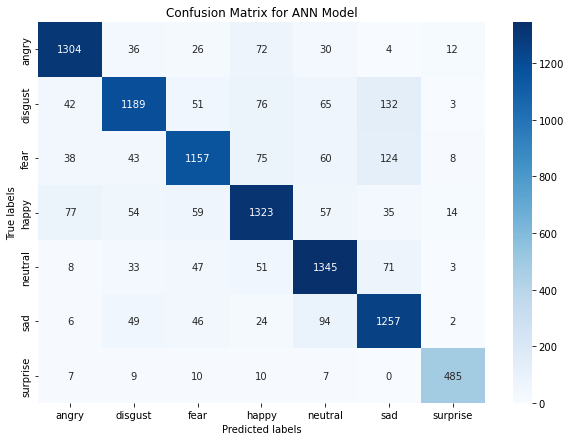 Confusion Matrix for ANN Model
angry 1304 36 26 72 30 4 12
disgust 42 1189 51 76 65 132 3
fear 38 43 1157 75 60 124 8
happy 77 54 59 1323 57 35 14
neutral 8 33 47 51 1345 71 3
sad 6 49 46 24 94 1257 2
surprise 7 9 10 10 7 0 485
angry disgust fear happy neutral sad surprise
Predicted labels
True labels
1200
1000
800
600
400
200
0